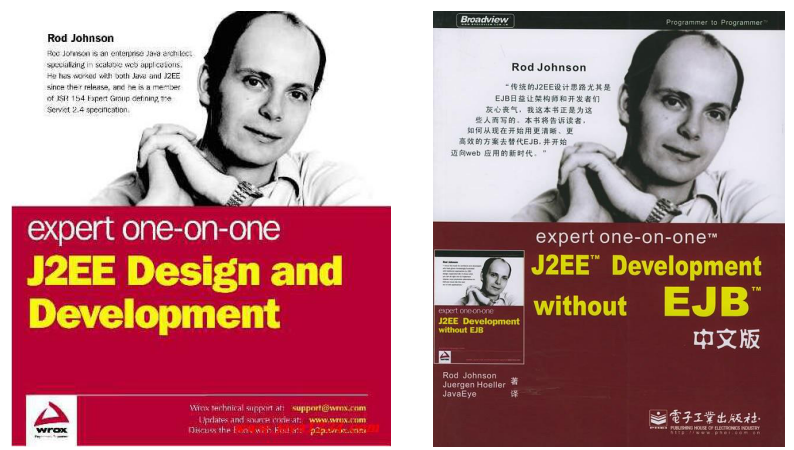 Rod Johnson
Rod Johnson is an enterprise Java architect
specializing in scalable web applications.
He has worked with both Java and J2EE
since their release, and he is a member
of JSR 154 Expert Group defining the
Servlet 2.4 specification.
expert one-on-one
J2EE Design and
Development
wrox
Wrox technical support at: support@wrox.com
Updates and source code at: www.wrox.com
Discuss the book with Rod at: p2p.wrox.com
Broadview
Programmer to Programmer™
Rod Johnson
“传统的J2EE设计思路尤其是
EJB日益让架构师和开发者们
灰心丧气，我这本书正是为这
些人而写的。本书将告诉读者，
如何从现在开始用更清晰、更
高效的方案去替代EJB，并开始
迈向web 应用的新时代。”
expert one-on-one™
J2EE™ Development
without EJB™
中文版
Rod Johnson
expert one-on-one
J2EE Development
without EJB
Rod Johnson
Juergen Hoeller 著
JavaEye 译
电子工业出版社
PUBLISHING HOUSE OF ELECTRONICS INDUSTRY
http://www.phei.com.cn